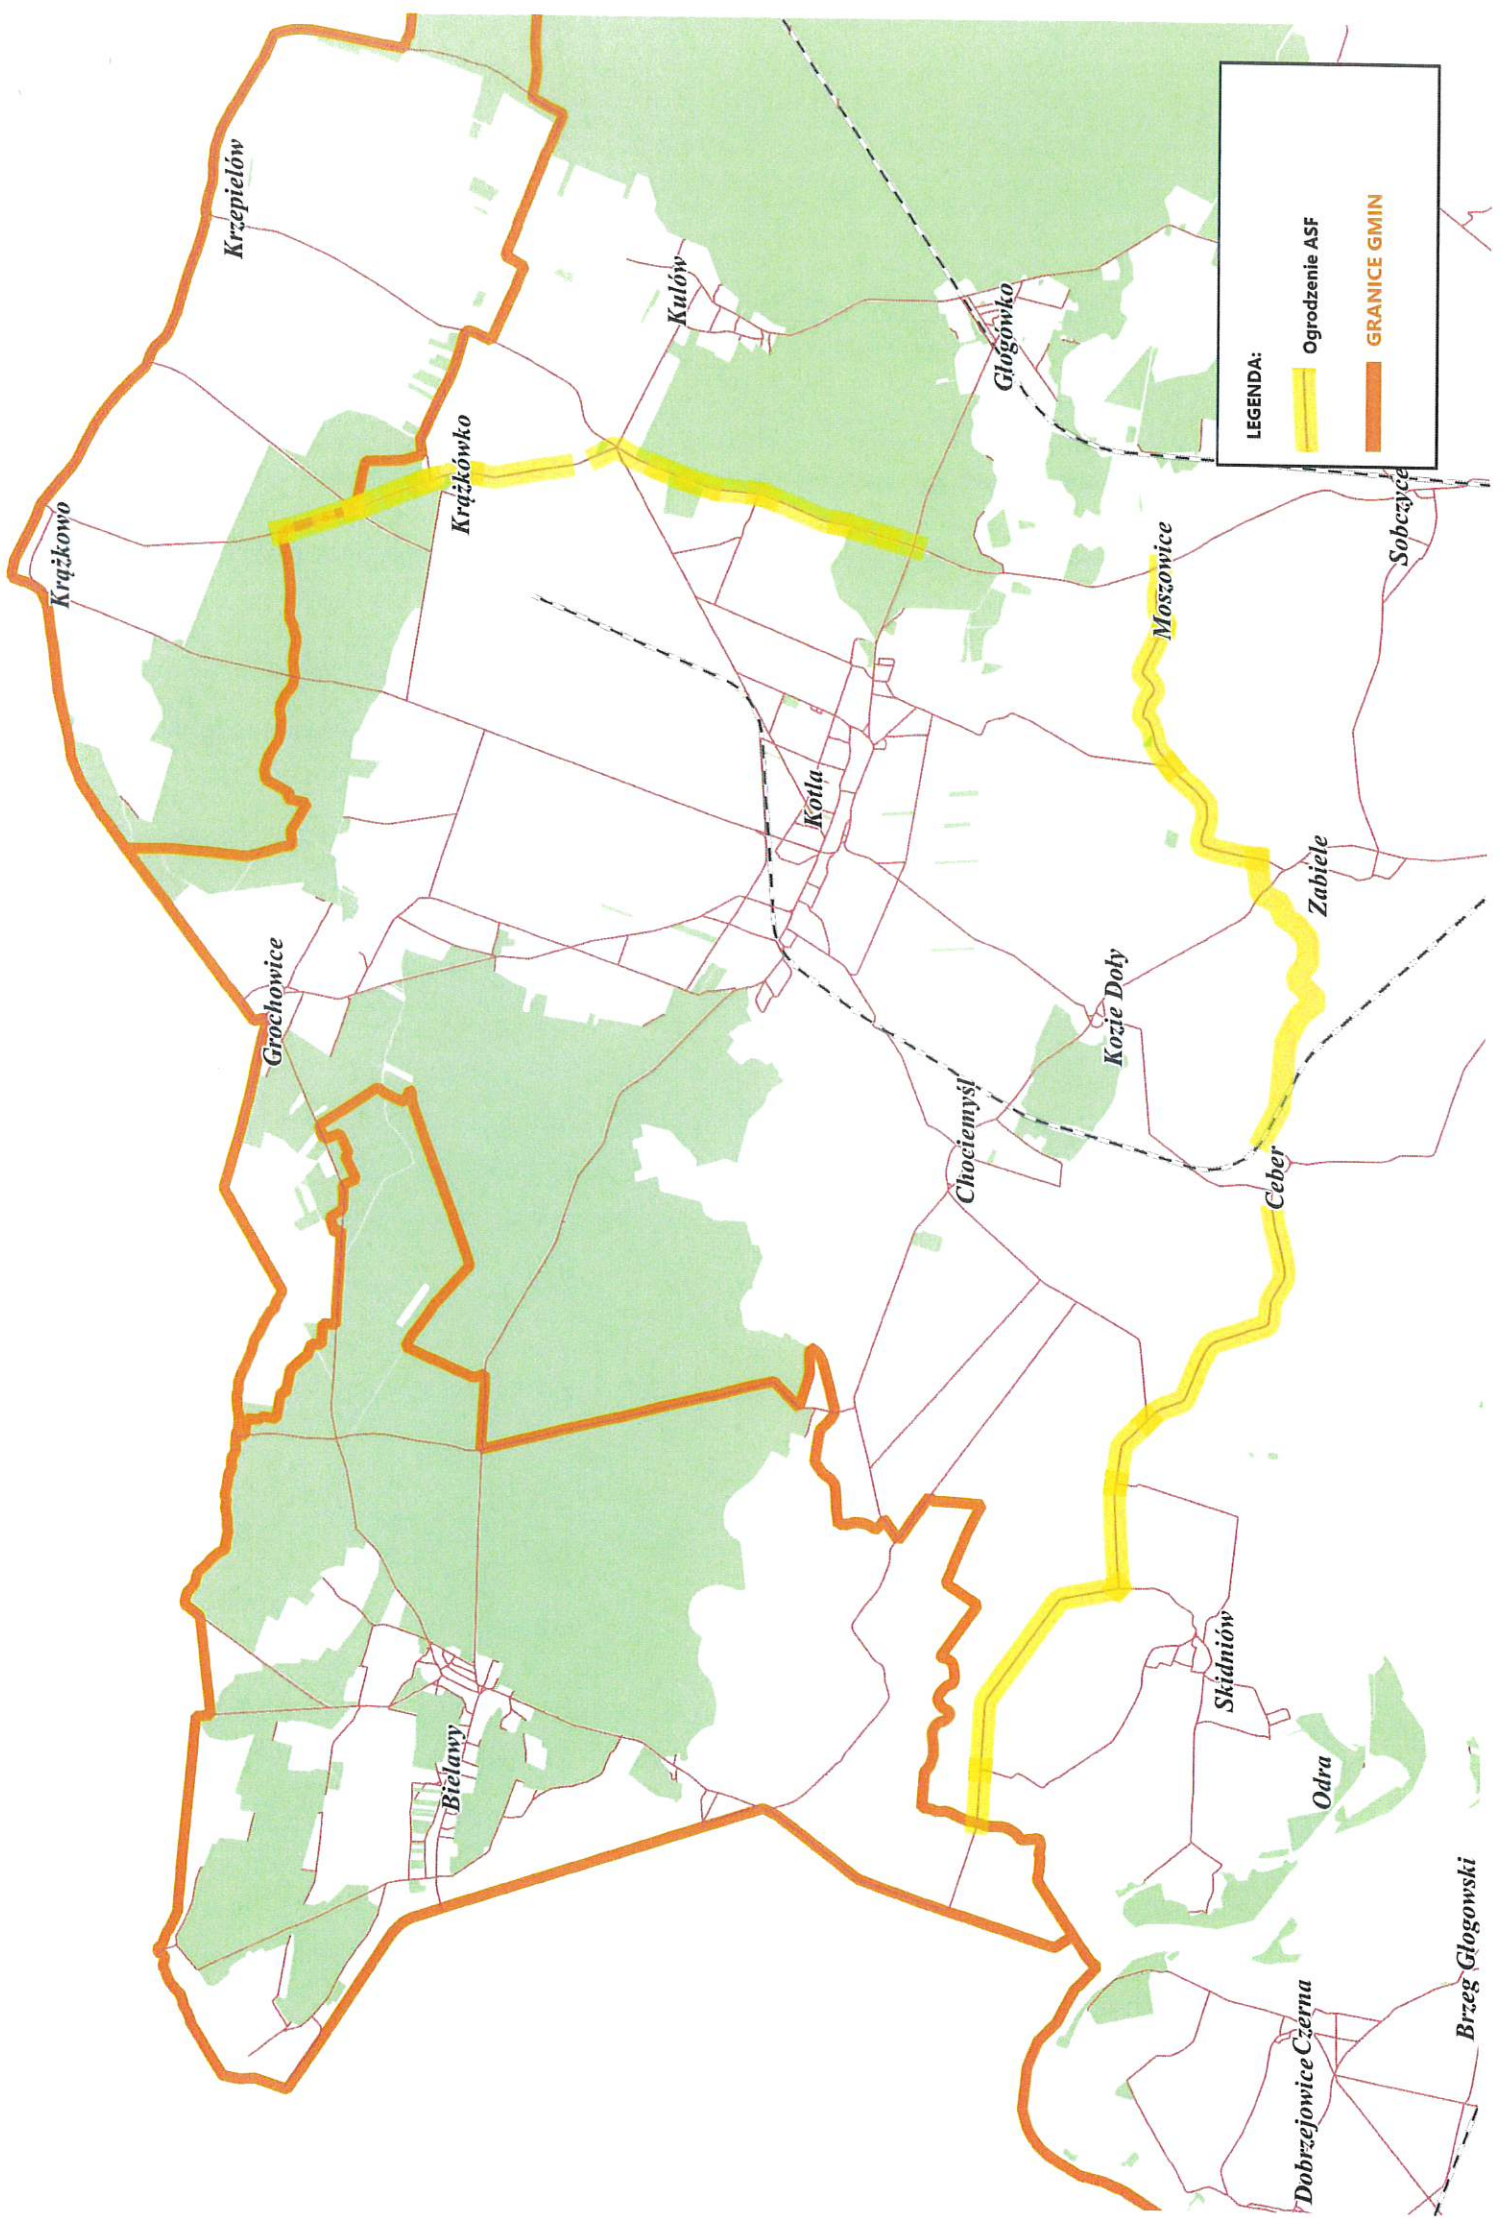 Krążkowo
Krzepielów
Krążkówko
Kulów
Grochowice
Głogówko
Kotla
Moszowice
Sobczyce
Bielawy
Chociemyśl
Kozie Doły
Zabiele
Ceber
Skidniów
Odra
Dobrzejowice
Czerna
Brzeg Głogowski
LEGENDA:
Ogrodzenie ASF
GRANICE GMIN